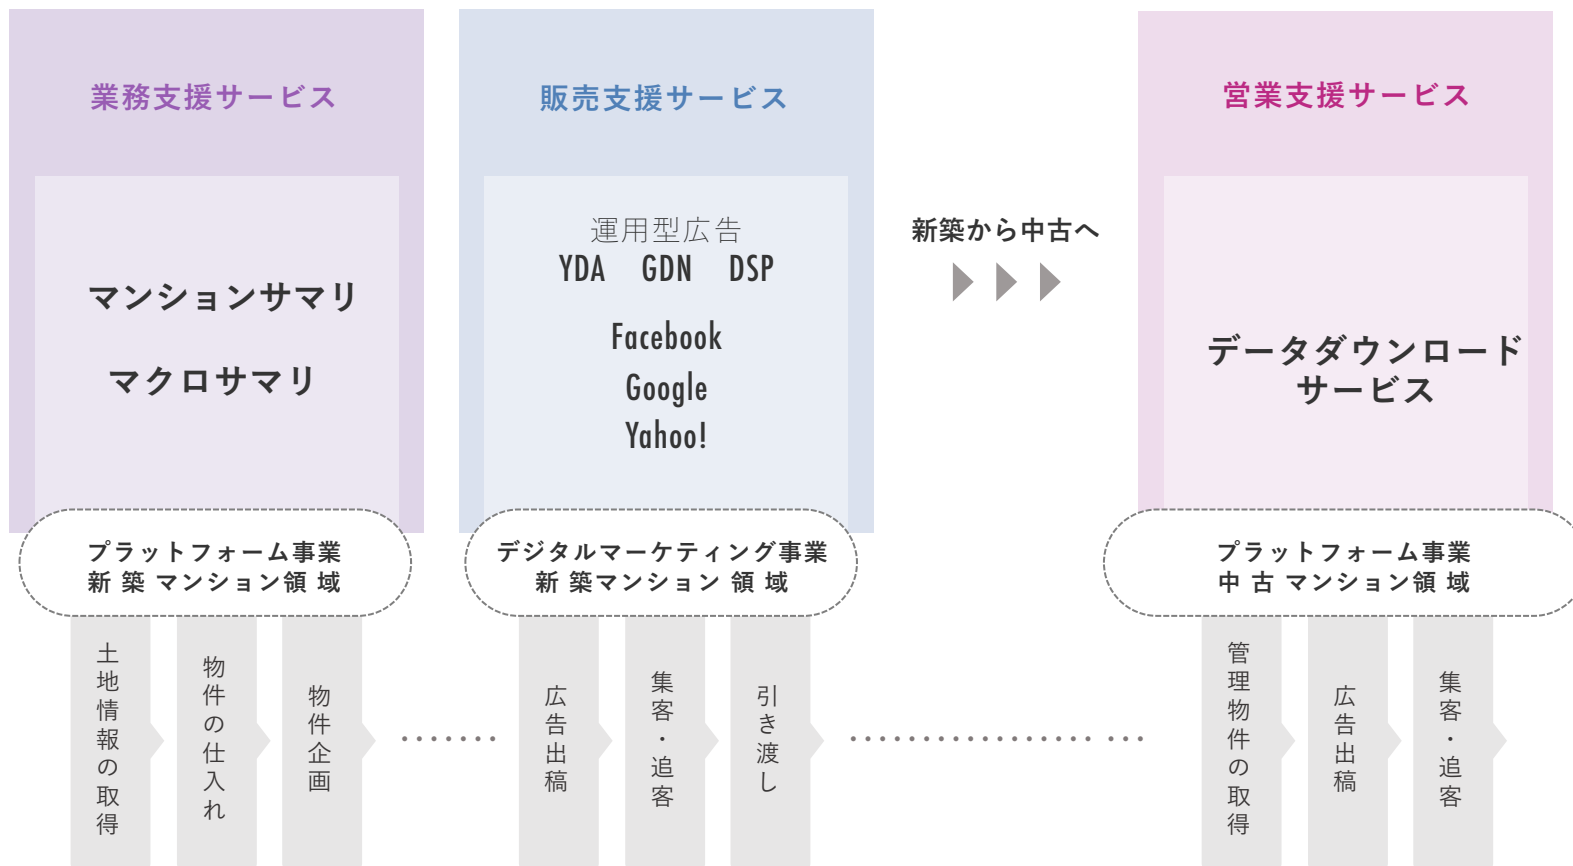 業務支援サービス
マンションサマリ
マクロサマリ
プラットフォーム事業
新 築 マンション領 域
土地情報の取得
物件の仕入れ
物件企画
販売支援サービス
運用型広告
YDA GDN DSP
Facebook
Google
Yahoo!
デジタルマーケティング事業
新 築マンション 領 域
広告出稿
集客・追客
引き渡し
新築から中古へ
営業支援サービス
データダウンロード
サービス
プラットフォーム事業
中 古 マンション領 域
管理物件の取得
広告出稿
集客・追客